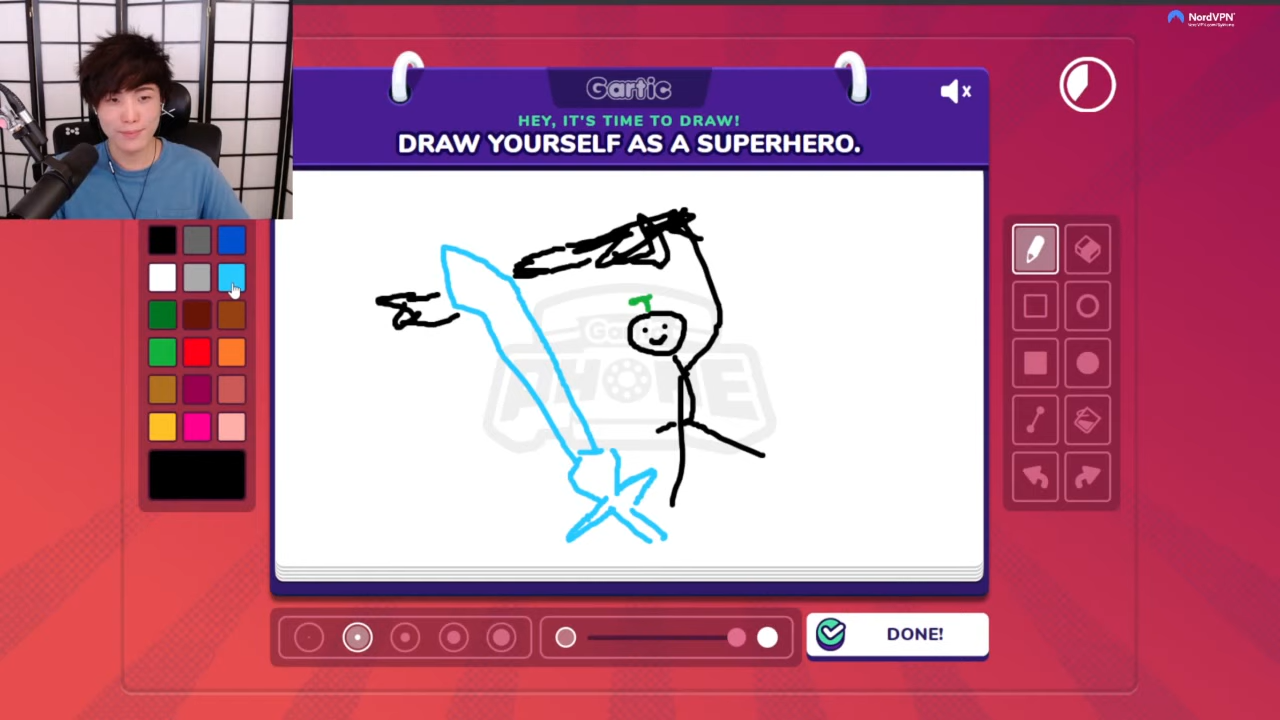 NordVPN
Gartic
HEY, IT'S TIME TO DRAW!
DRAW YOURSELF AS A SUPERHERO.
DONE!